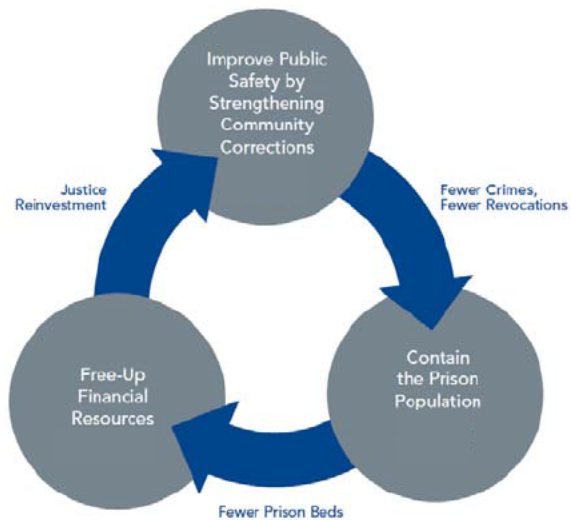 Improve Public
Safety by
Strengthening
Community
Corrections
Justice
Reinvestment
Fewer Crimes,
Fewer Revocations
Free-Up
Financial
Resources
Contain
the Prison
Population
Fewer Prison Beds